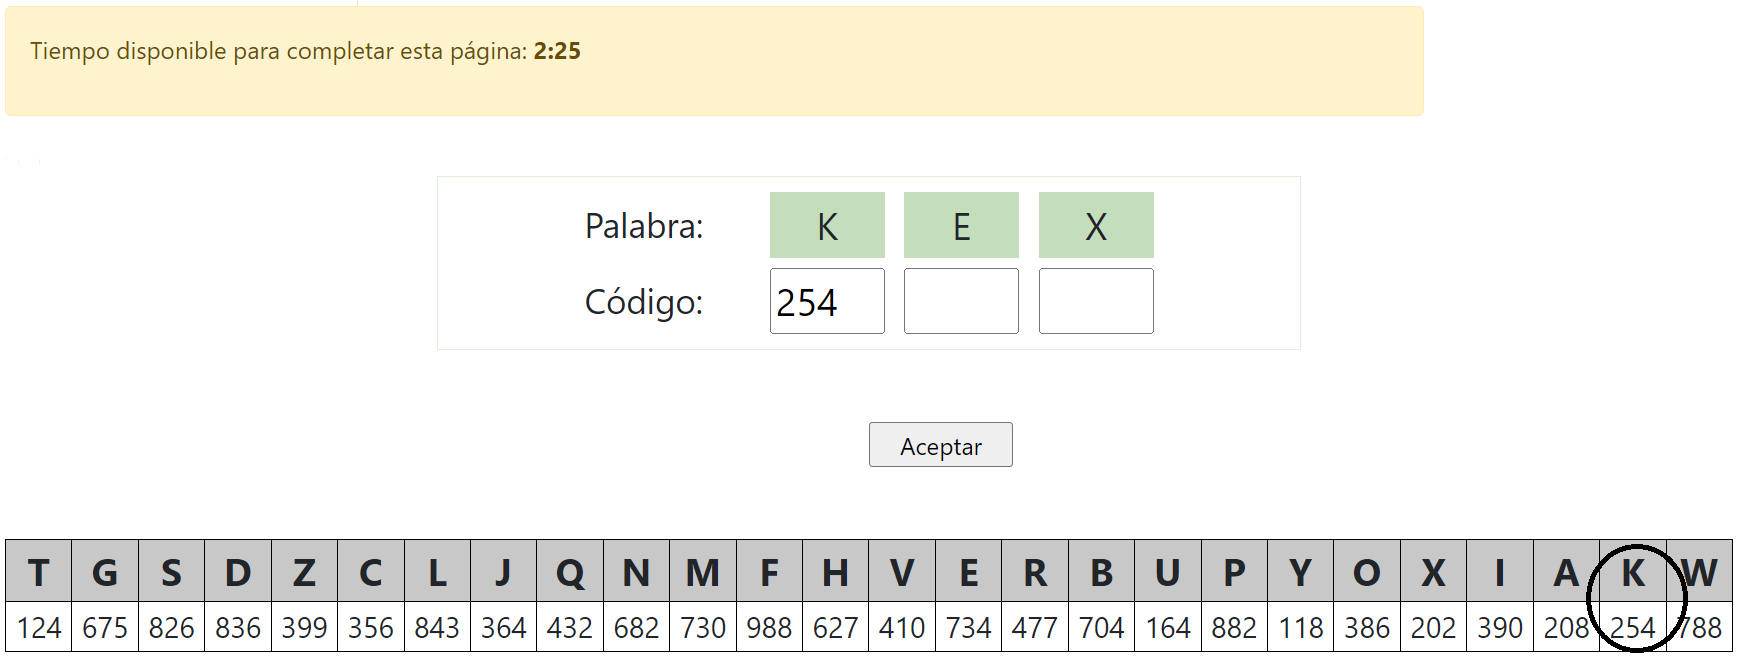 Tiempo disponible para completar esta página: 2:25
Palabra: K E X
Código: 254
Aceptar
T G S D Z C L J Q N M F H V E R B U P Y O X I A K W
124 675 826 836 399 356 843 364 432 682 730 988 627 410 734 477 704 164 882 118 386 202 390 208 254 788